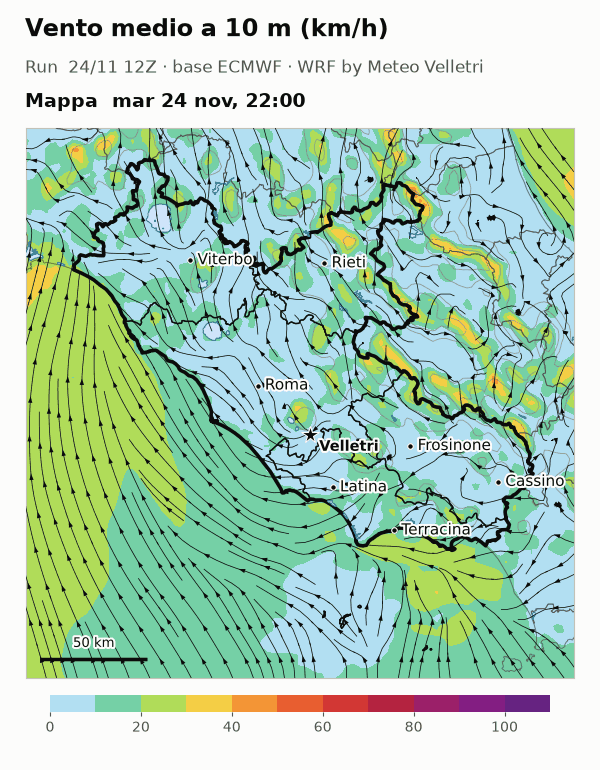 Vento medio a 10 m (km/h)
Run  24/11 12Z · base ECMWF · WRF by Meteo Velletri
Mappa  mar 24 nov, 22:00
Viterbo
Rieti
Roma
Velletri
Frosinone
Cassino
Latina
Terracina
50 km
0 20 40 60 80 100